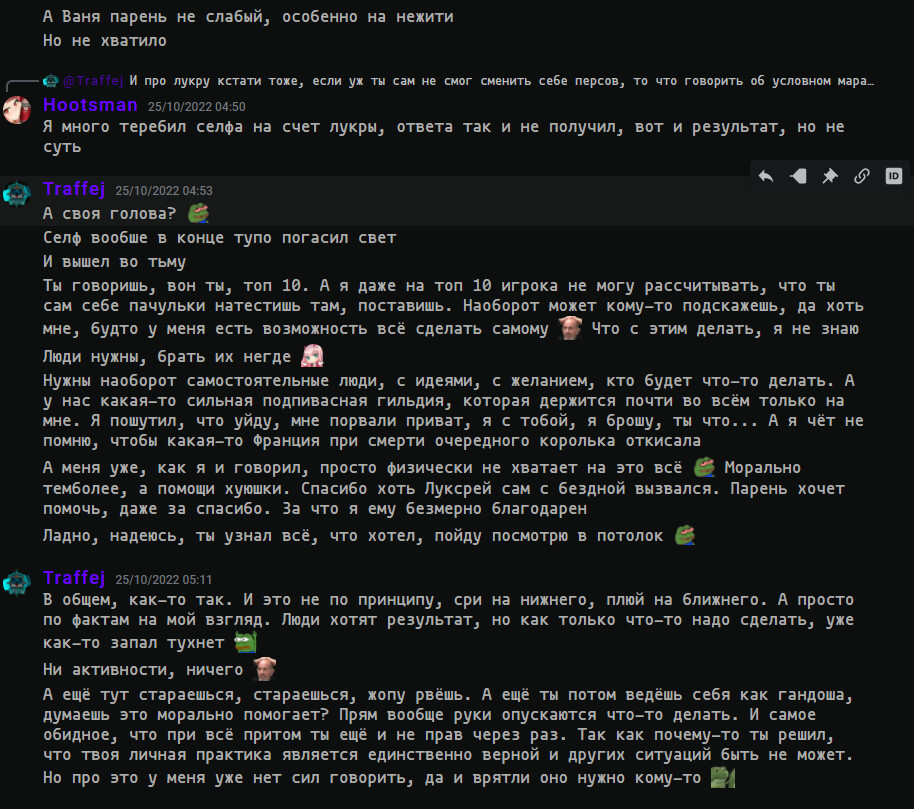 А Ваня парень не слабый, особенно на нежити
Но не хватило
@Traffej И про лукру кстати тоже, если уж ты сам не смог сменить себе персов, то что говорить об условном мара…
Hootsman 25/10/2022 04:50
Я много теребил селфа на счет лукры, ответа так и не получил, вот и результат, но не
суть
ID
Traffej 25/10/2022 04:53
А своя голова?
Селф вообше в конце тупо погасил свет
И вышел во тьму
Ты говоришь, вон ты, топ 10. А я даже на топ 10 игрока не могу рассчитывать, что ты
сам себе пачульки натестишь там, поставишь. Наоборот может кому-то подскажешь, да хоть
мне, будто у меня есть возможность всё сделать самому Что с этим делать, я не знаю
Люди нужны, брать их негде
Нужны наоборот самостоятельные люди, с идеями, с желанием, кто будет что-то делать. А
у нас какая-то сильная подпивасная гильдия, которая держится почти во всём только на
мне. Я пошутил, что уйду, мне порвали приват, я с тобой, я брошу, ты что... А я чёт не
помню, чтобы какая-то Франция при смерти очередного королька откисала
А меня уже, как я и говорил, просто физически не хватает на это всё Морально
темболее, а помощи хуюшки. Спасибо хоть Луксрей сам с бездной вызвался. Парень хочет
помочь, даже за спасибо. За что я ему безмерно благодарен
Ладно, надеюсь, ты узнал всё, что хотел, пойду посмотрю в потолок
Traffej 25/10/2022 05:11
В общем, как-то так. И это не по принципу, сри на нижнего, плюй на ближнего. А просто
по фактам на мой взгляд. Люди хотят результат, но как только что-то надо сделать, уже
как-то запал тухнет
Ни активности, ничего
А ещё тут стараешься, стараешься, жопу рвёшь. А ещё ты потом ведёшь себя как гандоша,
думаешь это морально помогает? Прям вообще руки опускаются что-то делать. И самое
обидное, что при всё притом ты ещё и не прав через раз. Так как почему-то ты решил,
что твоя личная практика является единственно верной и других ситуаций быть не может.
Но про это у меня уже нет сил говорить, да и врятли оно нужно кому-то